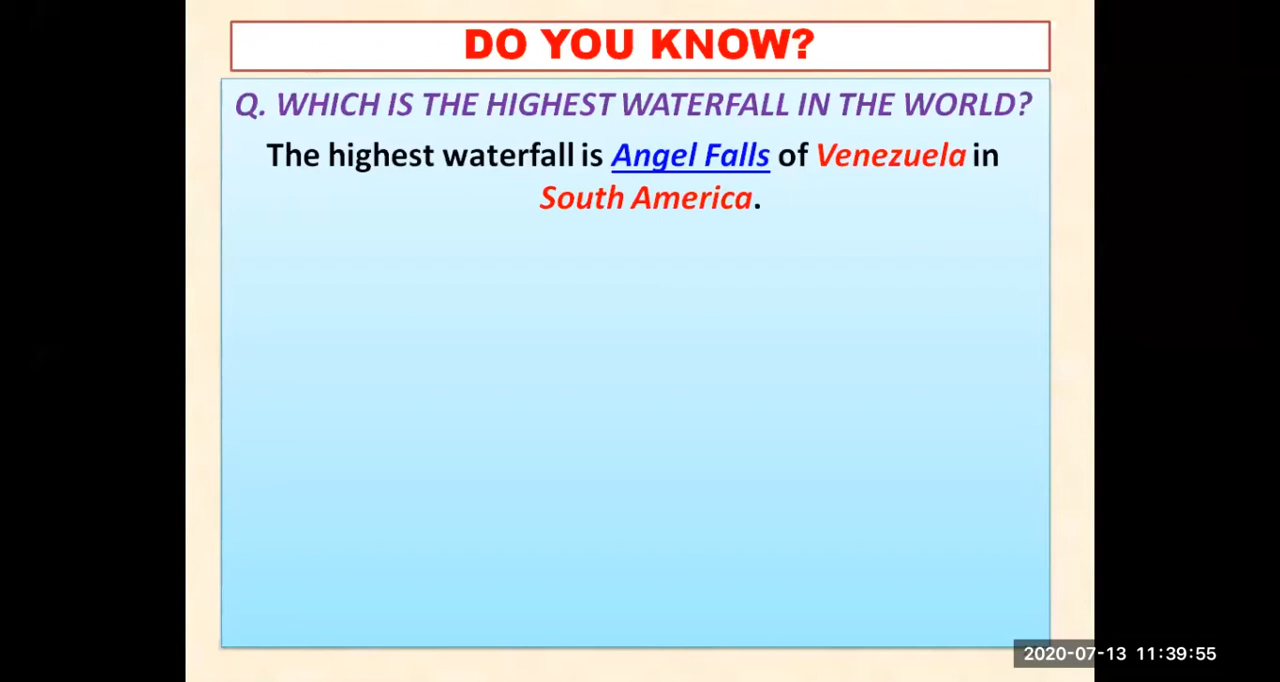 DO YOU KNOW?
Q. WHICH IS THE HIGHEST WATERFALL IN THE WORLD?
The highest waterfall is Angel Falls of Venezuela in
South America.
2020-07-13 11:39:55